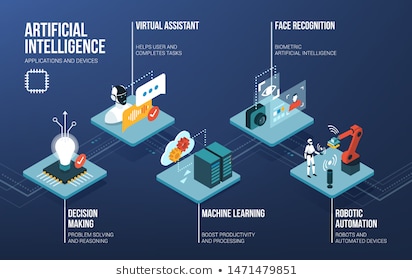 ARTIFICIAL
INTELLIGENCE
APPLICATIONS AND DEVICES
VIRTUAL ASSISTANT
HELPS USER AND
COMPLETES TASKS
FACE RECOGNITION
BIOMETRIC
ARTIFICIAL INTELLIGENCE
DECISION
MAKING
PROBLEM SOLVING
AND REASONING
MACHINE LEARNING
BOOST PRODUCTIVITY
AND PROCESSING
ROBOTIC
AUTOMATION
ROBOTS AND
AUTOMATED DEVICES
shutterstock.com • 1471479851